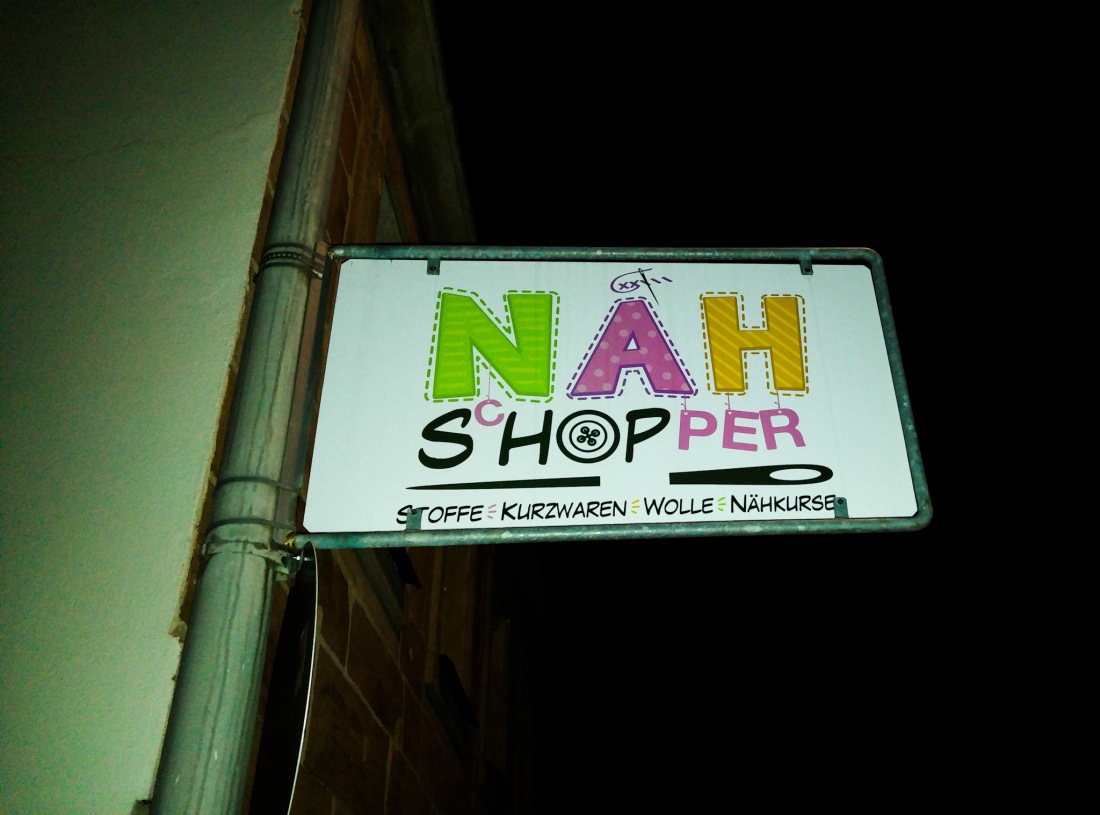 NÄH
ScHOPPER
STOFFE KURZWAREN WOLLE NÄHKURSE